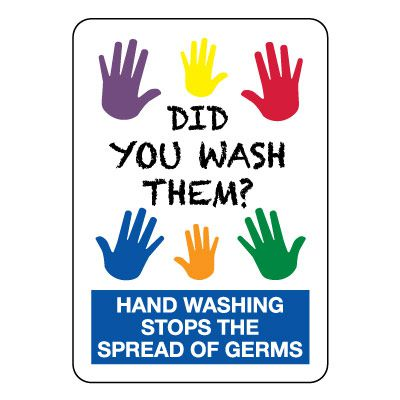 DID
YOU WASH
THEM?
HAND WASHING
STOPS THE
SPREAD OF GERMS